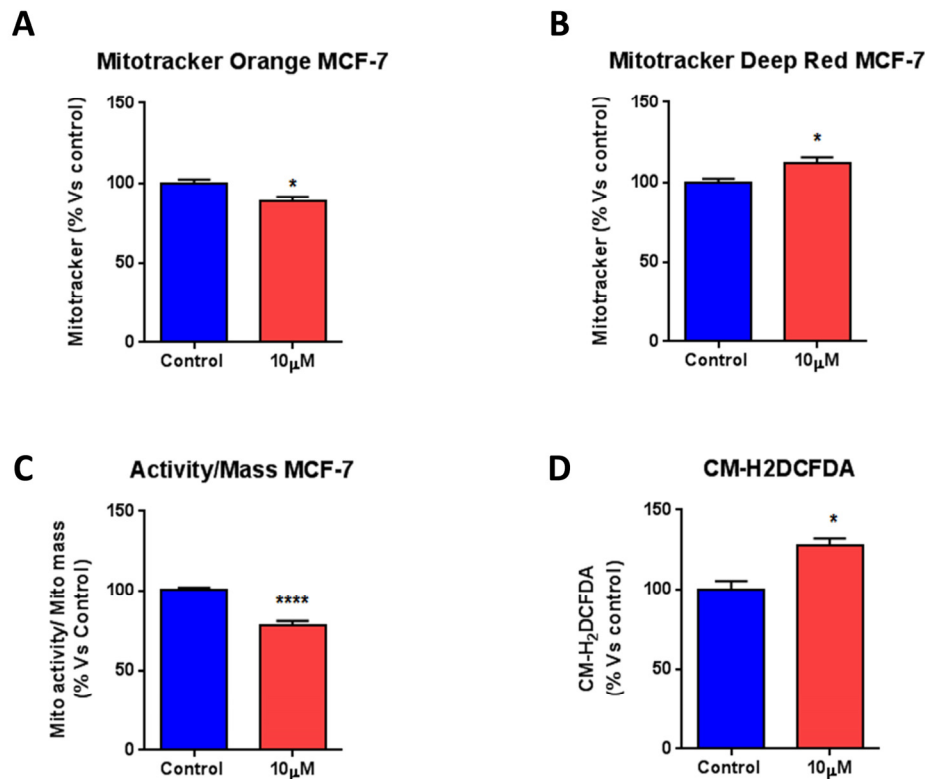 A
Mitotracker Orange MCF-7
Mitotracker (% Vs control)
150
100
50
0
*
Control
10µM
B
Mitotracker Deep Red MCF-7
Mitotracker (% Vs control)
150
100
50
0
*
Control
10µM
C
Activity/Mass MCF-7
Mito activity/ Mito mass
(% Vs Control)
150
100
50
0
****
Control
10µM
D
CM-H2DCFDA
CM-H₂DCFDA
(% Vs control)
150
100
50
0
*
Control
10µM